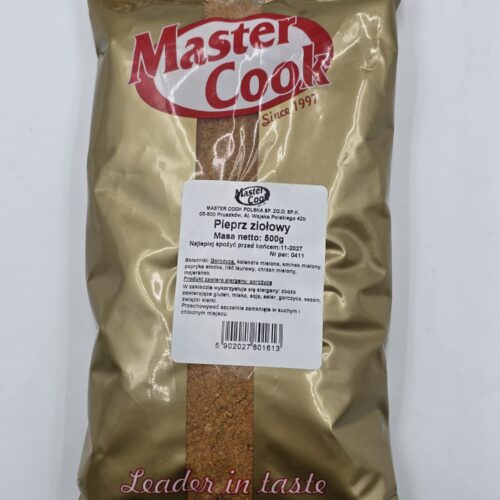 Master
Cook
Since 1997
Master
Cook
MASTER COOK POLSKA SP. ZO.O. SP.K.
05-800 Pruszków, Al. Wojska Polskiego 42b
Pieprz ziołowy
Masa netto: 500g
Najlepiej spożyć przed końcem:11-2027
Nr par: 0411
Składniki: Gorczyca, kolendra mielona, kminek mielony,
papryka słodka, liść laurowy, chrzan mielony,
majeranek
Produkt zawiera alergeny: gorczyca
W zakładzie wykorzystuje się alergeny: zboża
zawierające gluten, mleko, soja, seler, gorczyca, sezam,
związki siarki.
Przechowywać szczelnie zamknięte w suchym i
chłodnym miejscu.
5 902027 801613
Leader in taste